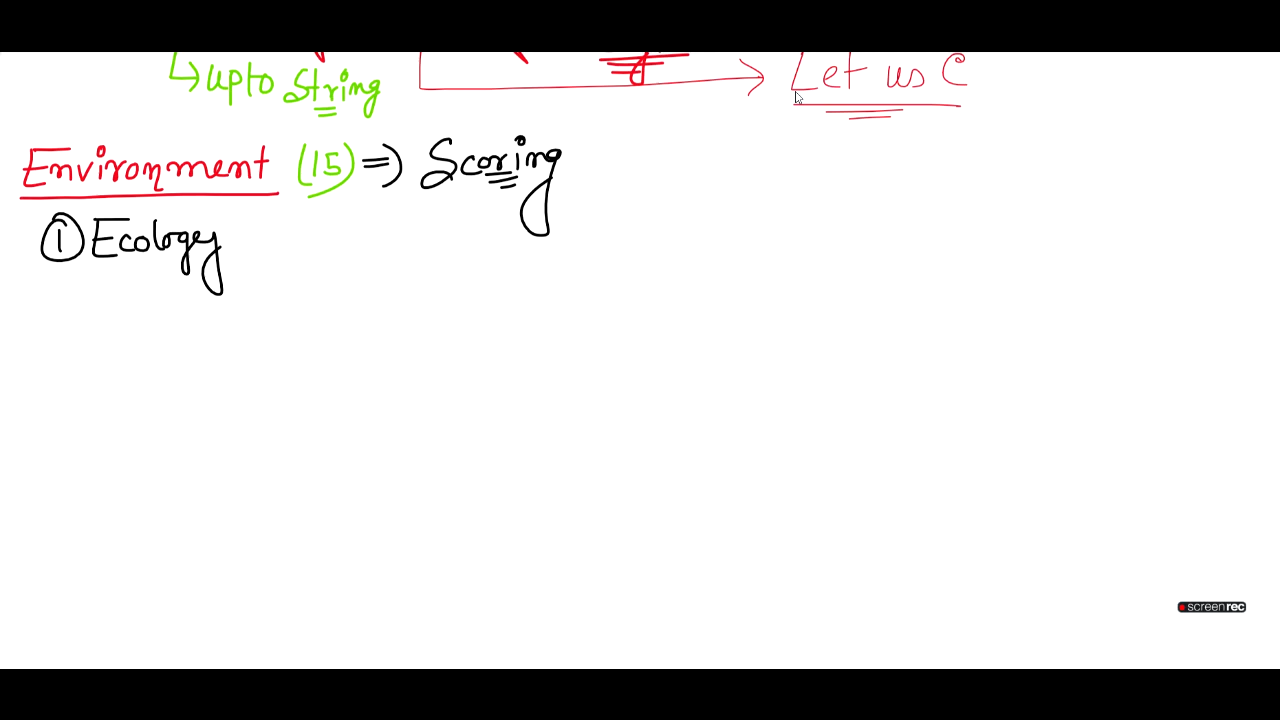 ↳ upto String
Let us C
Environment (15) ⇒ Scoring
① Ecology
screenrec